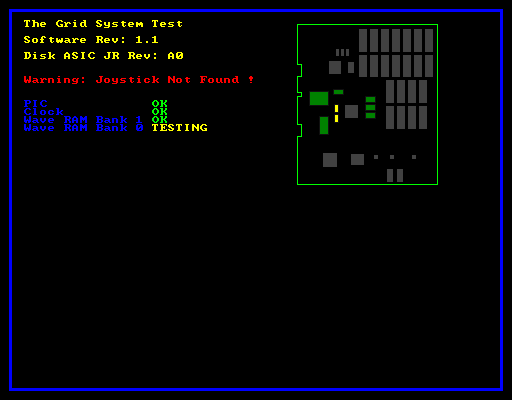 The Grid System Test
Software Rev: 1.1
Disk ASIC JR Rev: A0
Warning: Joystick Not Found !
PIC OK
Clock OK
Wave RAM Bank 1 OK
Wave RAM Bank 0 TESTING